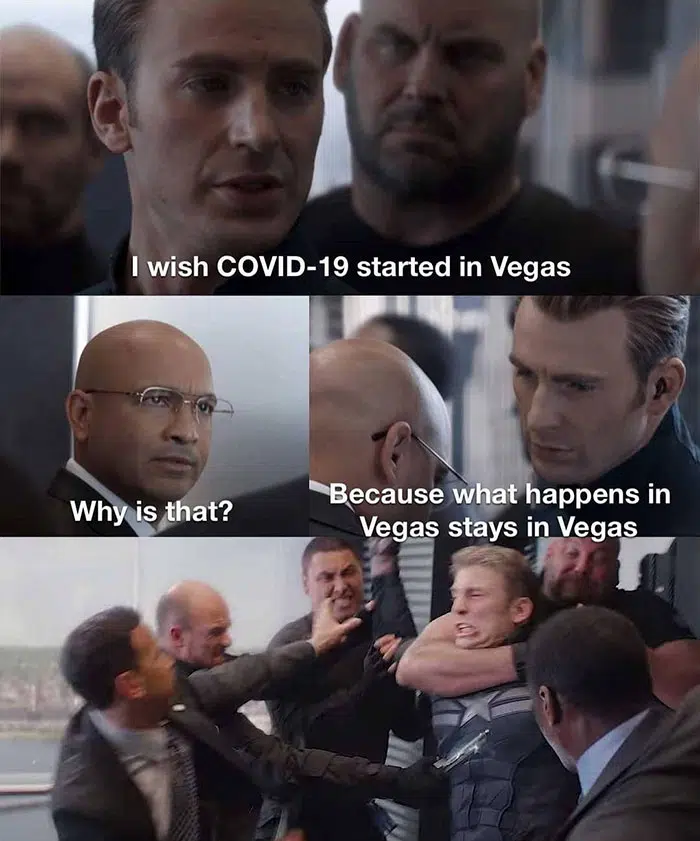 I wish COVID-19 started in Vegas
Why is that?
Because what happens in
Vegas stays in Vegas